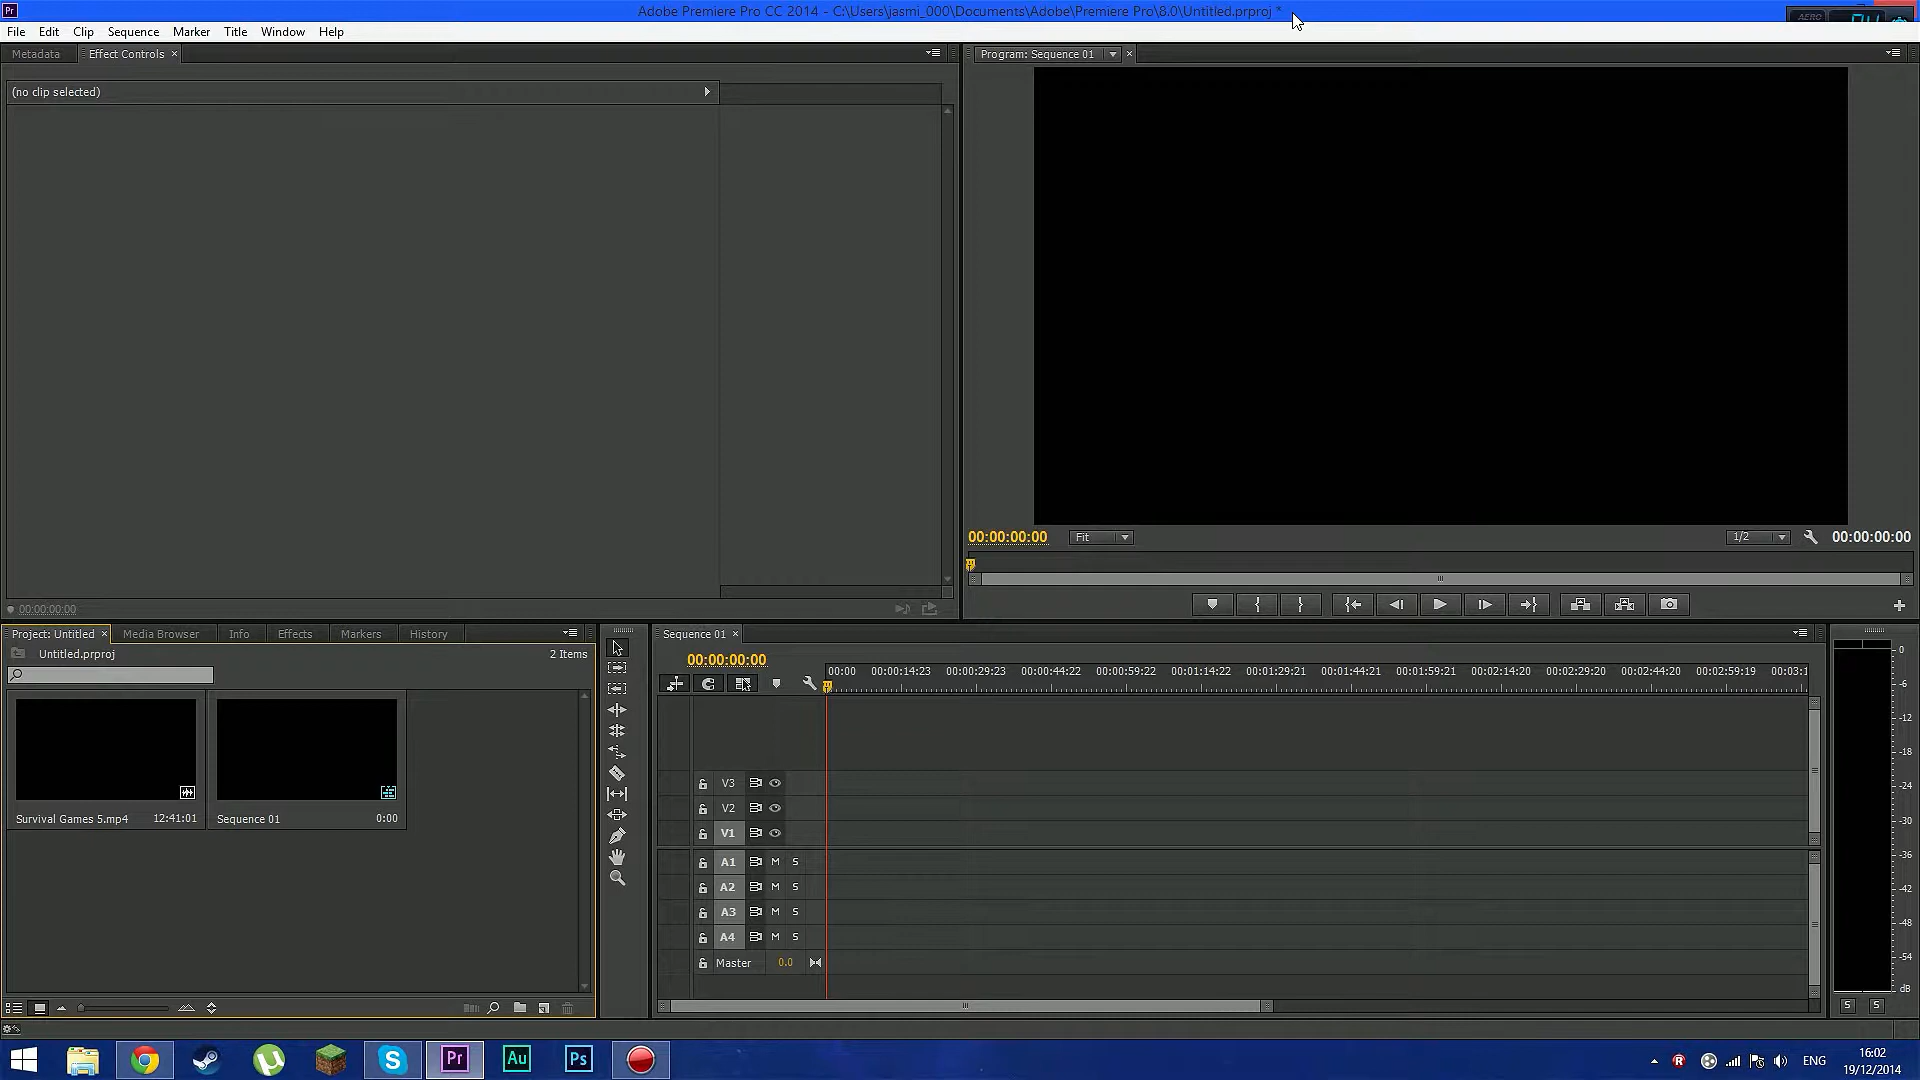 Pr
Adobe Premiere Pro CC 2014 - C:\Users\jasmi_000\Documents\Adobe\Premiere Pro\8.0\Untitled.prproj *
AERO
File Edit Clip Sequence Marker Title Window Help
Metadata Effect Controls
Program: Sequence 01
(no clip selected)
00:00:00:00 Fit 1/2 00:00:00:00
00:00:00:00
Project: Untitled Media Browser Info Effects Markers History
Untitled.prproj 2 Items
Survival Games 5.mp4 12:41:01
Sequence 01 0:00
Sequence 01
00:00:00:00
00:00 00:00:14:23 00:00:29:23 00:00:44:22 00:00:59:22 00:01:14:22 00:01:29:21 00:01:44:21 00:01:59:21 00:02:14:20 00:02:29:20 00:02:44:20 00:02:59:19 00:03:1
V3
V2
V1
A1 M S
A2 M S
A3 M S
A4 M S
Master 0.0
0
-6
-12
-18
-24
-30
-36
-42
-48
-54
dB
S S
S Pr Au Ps
R ENG
16:02
19/12/2014